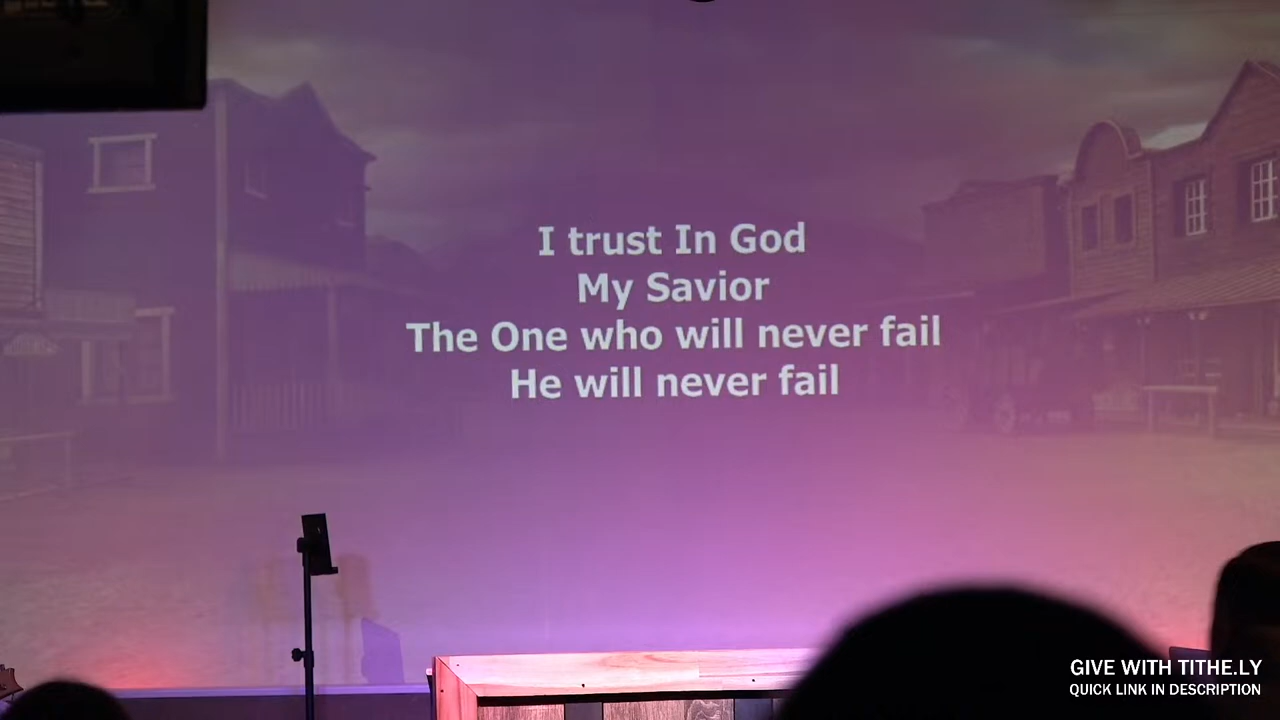 I trust In God
My Savior
The One who will never fail
He will never fail
GIVE WITH TITHE.LY
QUICK LINK IN DESCRIPTION